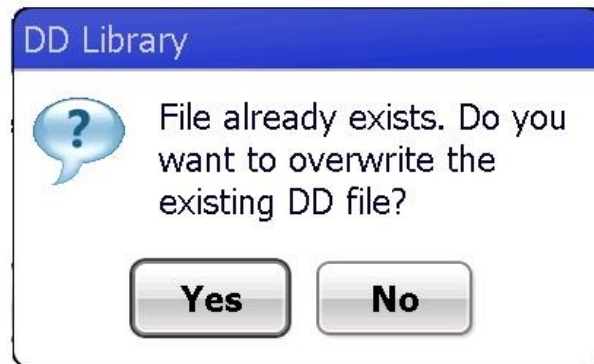 DD Library
?
File already exists. Do you
want to overwrite the
existing DD file?
Yes No